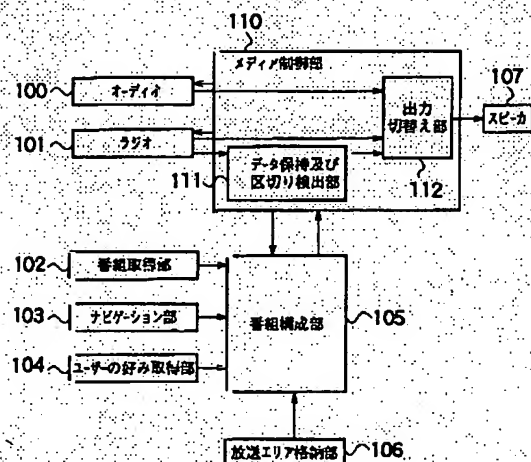 110
メディア制御部
107
100
オーディオ
出力
切替え部
スピーカ
101
ラジオ
111
データ保持及び
区切り検出部
112
102
番組取得部
103
ナビゲーション部
番組構成部
105
104
ユーザーの好み取得部
放送エリア格納部
106